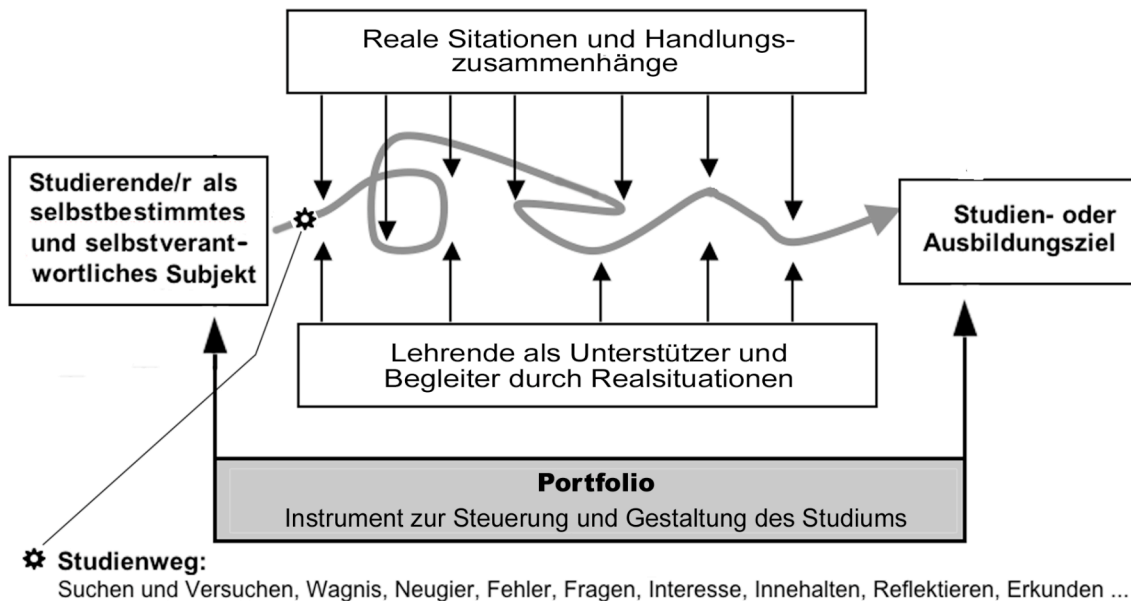 Reale Sitationen und Handlungs-
zusammenhänge
Studierende/r als
selbstbestimmtes
und selbstverant-
wortliches Subjekt
Studien- oder
Ausbildungsziel
Lehrende als Unterstützer und
Begleiter durch Realsituationen
Portfolio
Instrument zur Steuerung und Gestaltung des Studiums
Studienweg:
Suchen und Versuchen, Wagnis, Neugier, Fehler, Fragen, Interesse, Innehalten, Reflektieren, Erkunden ...